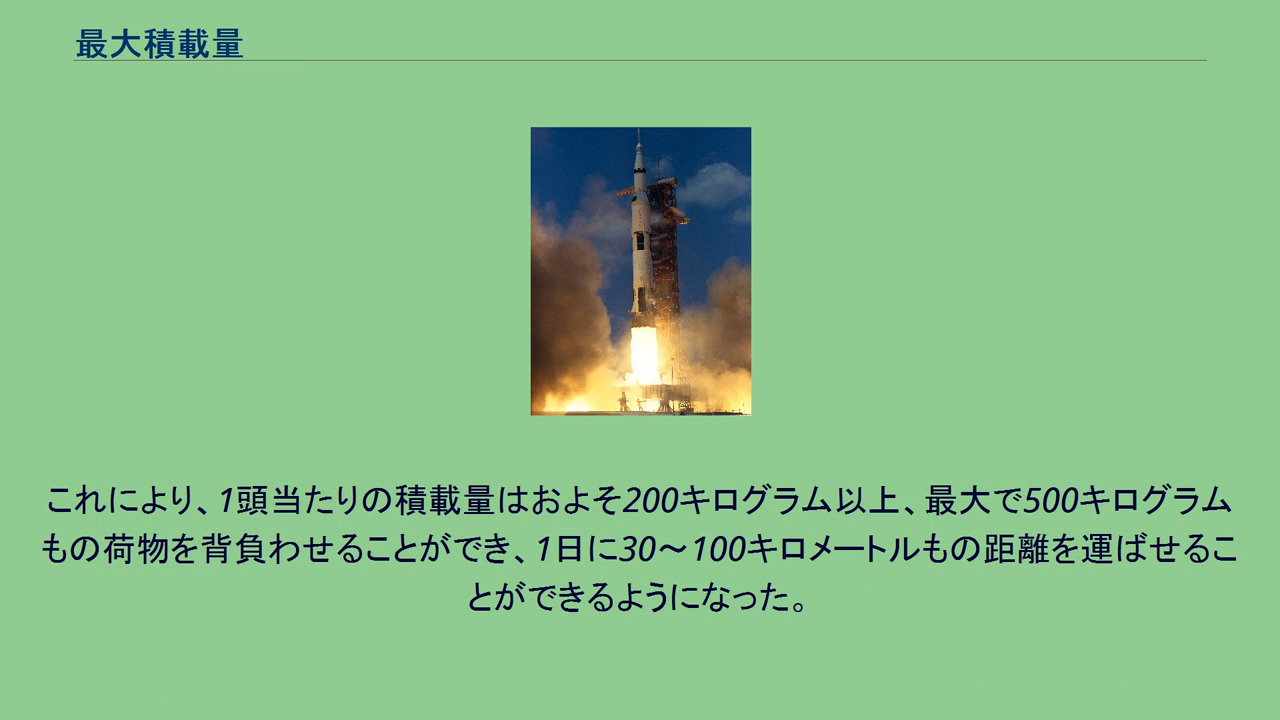 最大積載量
これにより、1頭当たりの積載量はおよそ200キログラム以上、最大で500キログラム
もの荷物を背負わせることができ、1日に30～100キロメートルもの距離を運ばせるこ
とができるようになった。